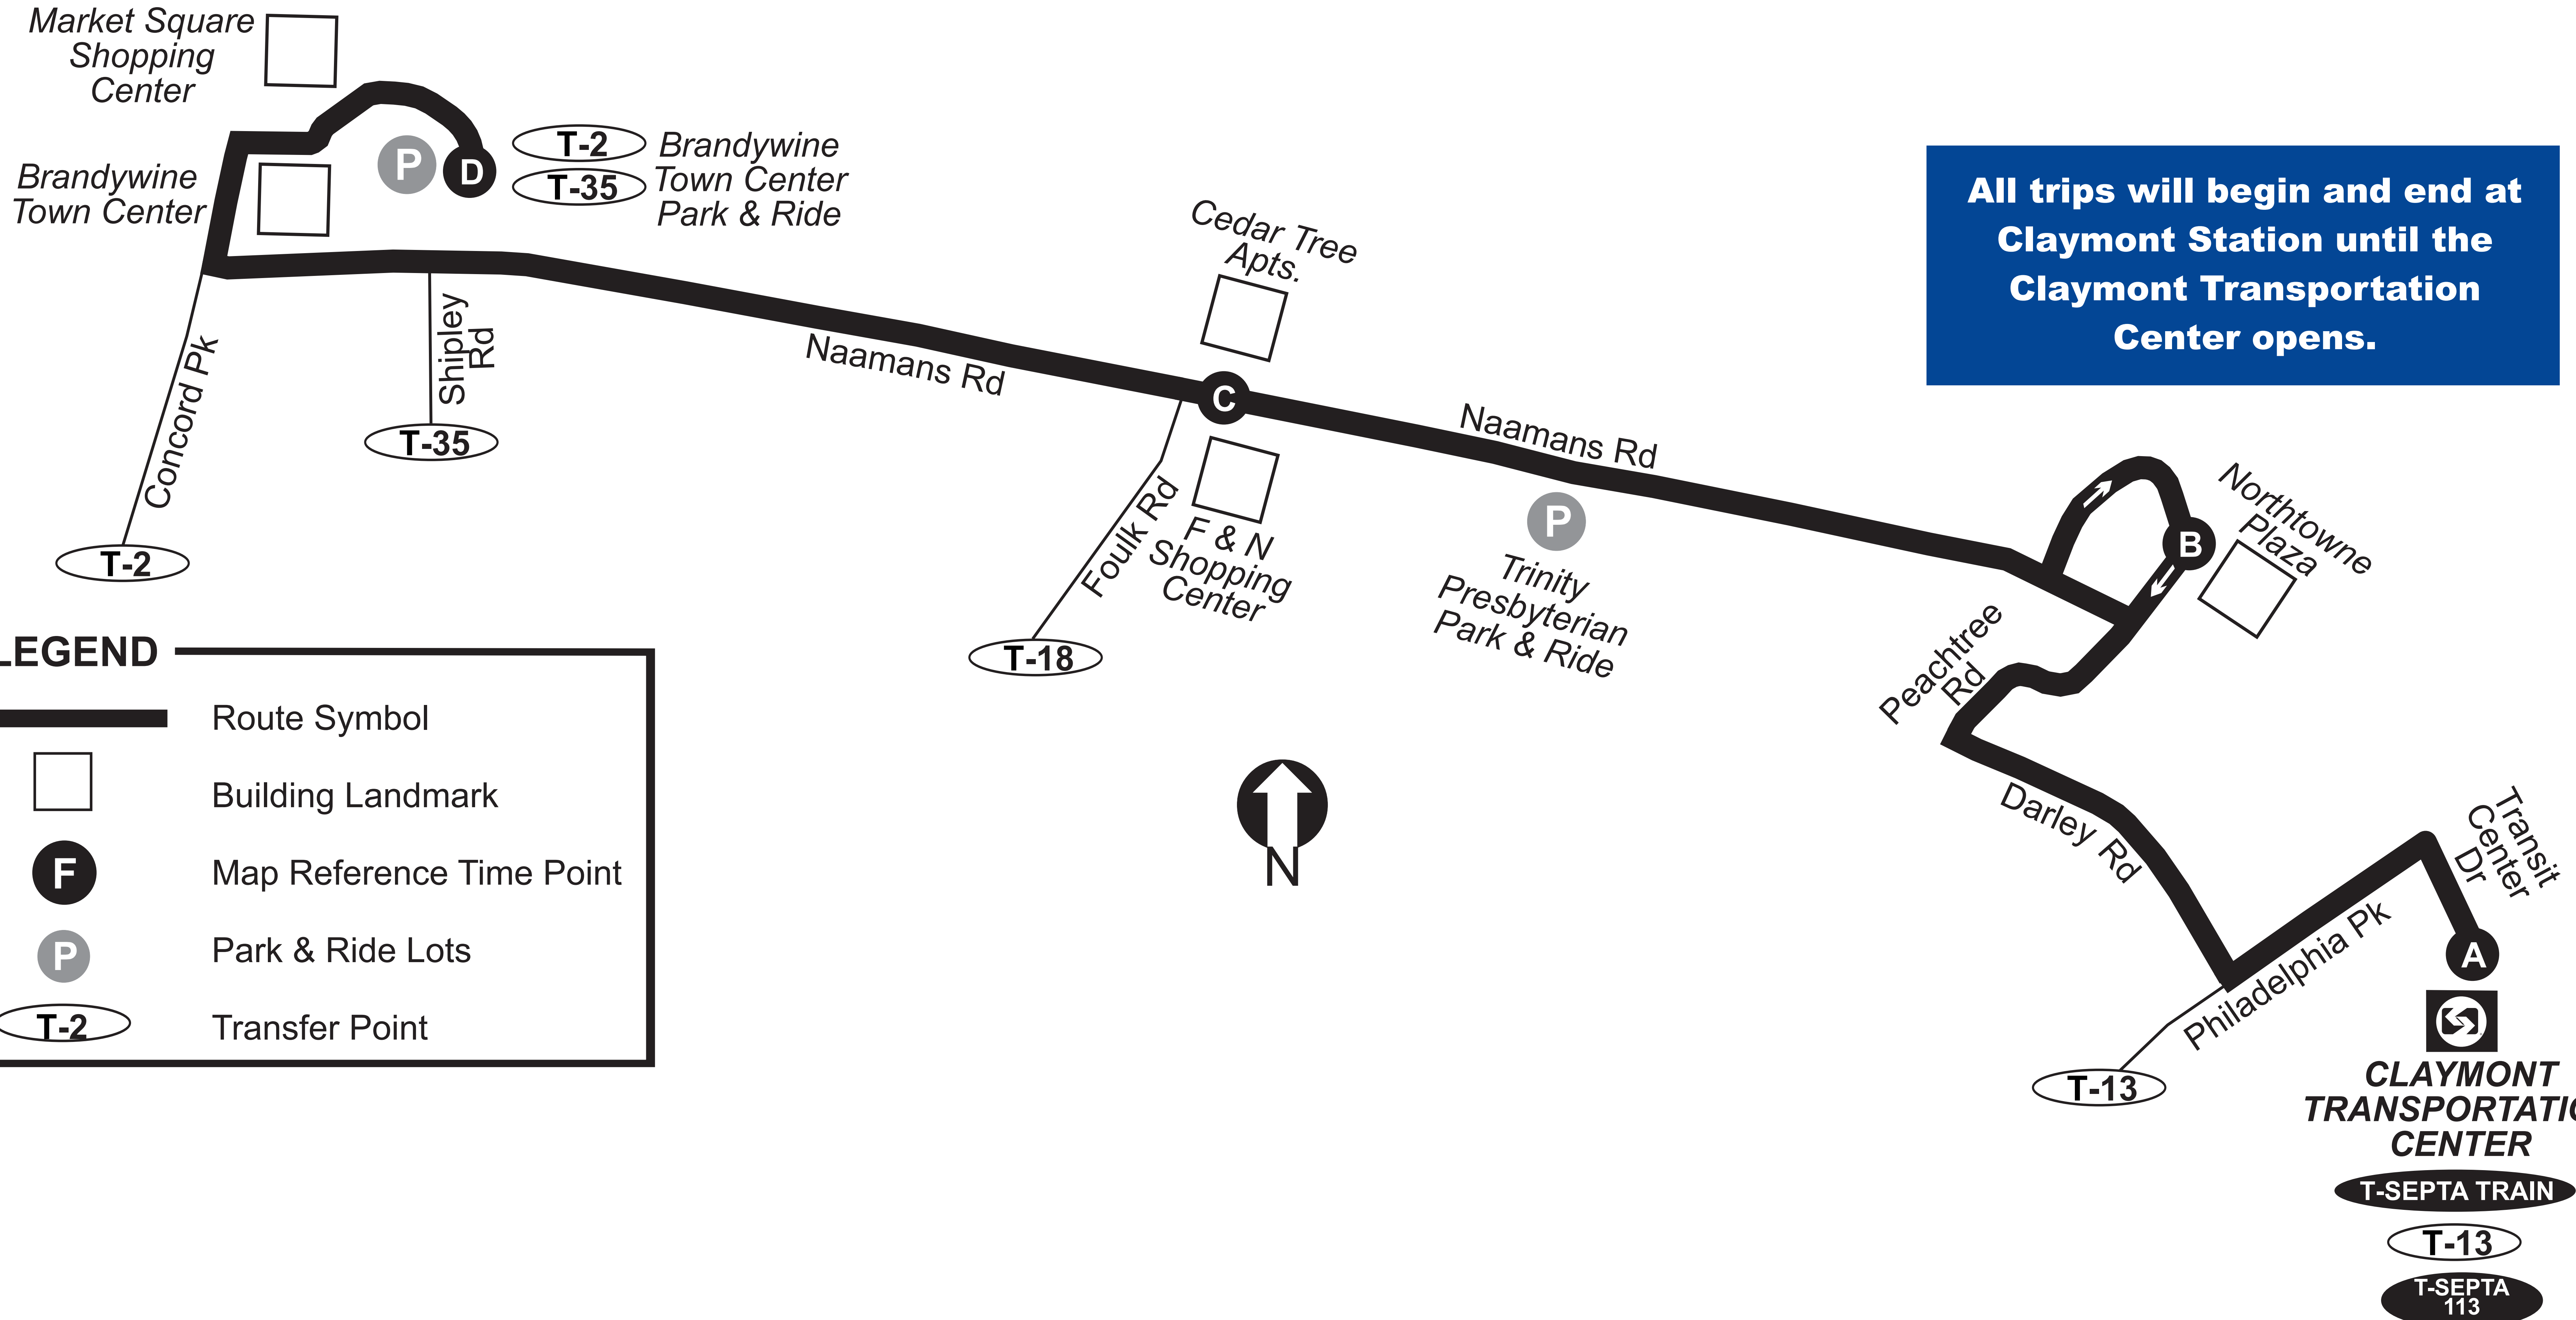 Market Square
Shopping
Center
Brandywine
Town Center
P
D
T-2
T-35
Brandywine
Town Center
Park & Ride
Concord Pk
T-2
Shipley
Rd
T-35
Naamans Rd
Cedar Tree
Apts.
C
Foulk Rd
T-18
F & N
Shopping
Center
Naamans Rd
P
Trinity
Presbyterian
Park & Ride
All trips will begin and end at
Claymont Station until the
Claymont Transportation
Center opens.
Northtowne
Plaza
B
Peachtree
Rd
Darley Rd
Philadelphia Pk
T-13
Transit
Center
Dr
A
CLAYMONT
TRANSPORTATIO
CENTER
T-SEPTA TRAIN
T-13
T-SEPTA
113
N
LEGEND
Route Symbol
Building Landmark
F
Map Reference Time Point
P
Park & Ride Lots
T-2
Transfer Point